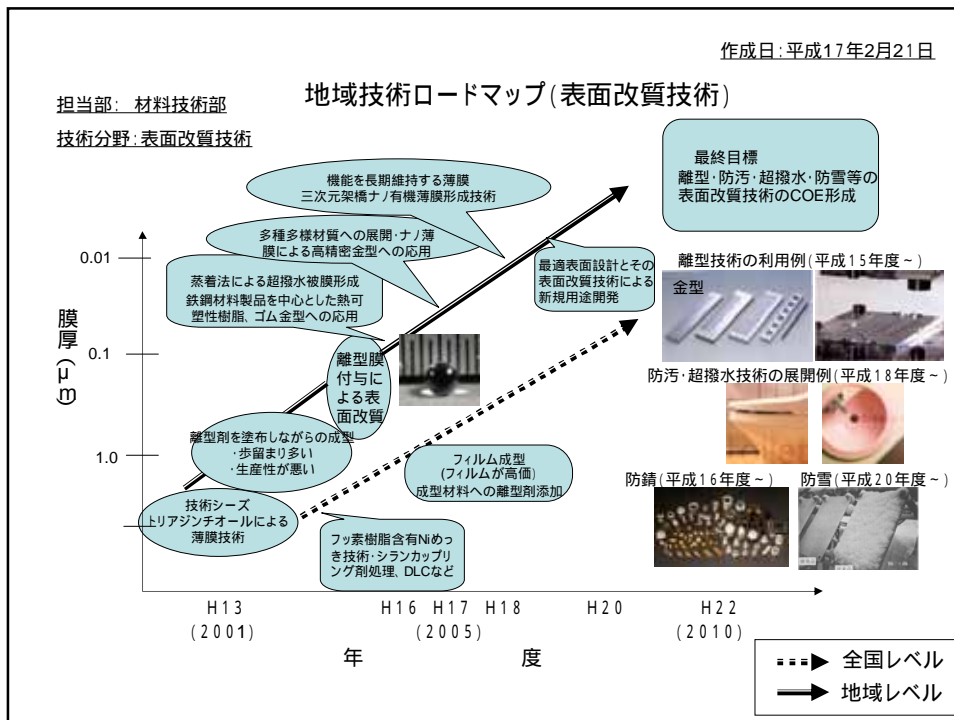 作成日:平成17年2月21日
地域技術ロードマップ(表面改質技術)
担当部: 材料技術部
技術分野:表面改質技術
最終目標
離型・防汚・超撥水・防雪等の
表面改質技術のCOE形成
機能を長期維持する薄膜
三次元架橋ナノ有機薄膜形成技術
多種多様材質への展開・ナノ薄
膜による高精密金型への応用
蒸着法による超撥水被膜形成
鉄鋼材料製品を中心とした熱可
塑性樹脂、ゴム金型への応用
最適表面設計とその
表面改質技術による
新規用途開発
離型膜
付与に
よる表
面改質
離型剤を塗布しながらの成型
・歩留まり多い
・生産性が悪い
技術シーズ
トリアジンチオールによる
薄膜技術
フィルム成型
(フィルムが高価)
成型材料への離型剤添加
フッ素樹脂含有Niめっ
き技術・シランカップリ
ング剤処理、DLCなど
離型技術の利用例(平成15年度~)
金型
防汚・超撥水技術の展開例(平成18年度~)
防錆(平成16年度~)
防雪(平成20年度~)
膜厚(μm)
0.01
0.1
1.0
H13 H16 H17 H18 H20 H22
(2001) (2005) (2010)
年 度
全国レベル
地域レベル